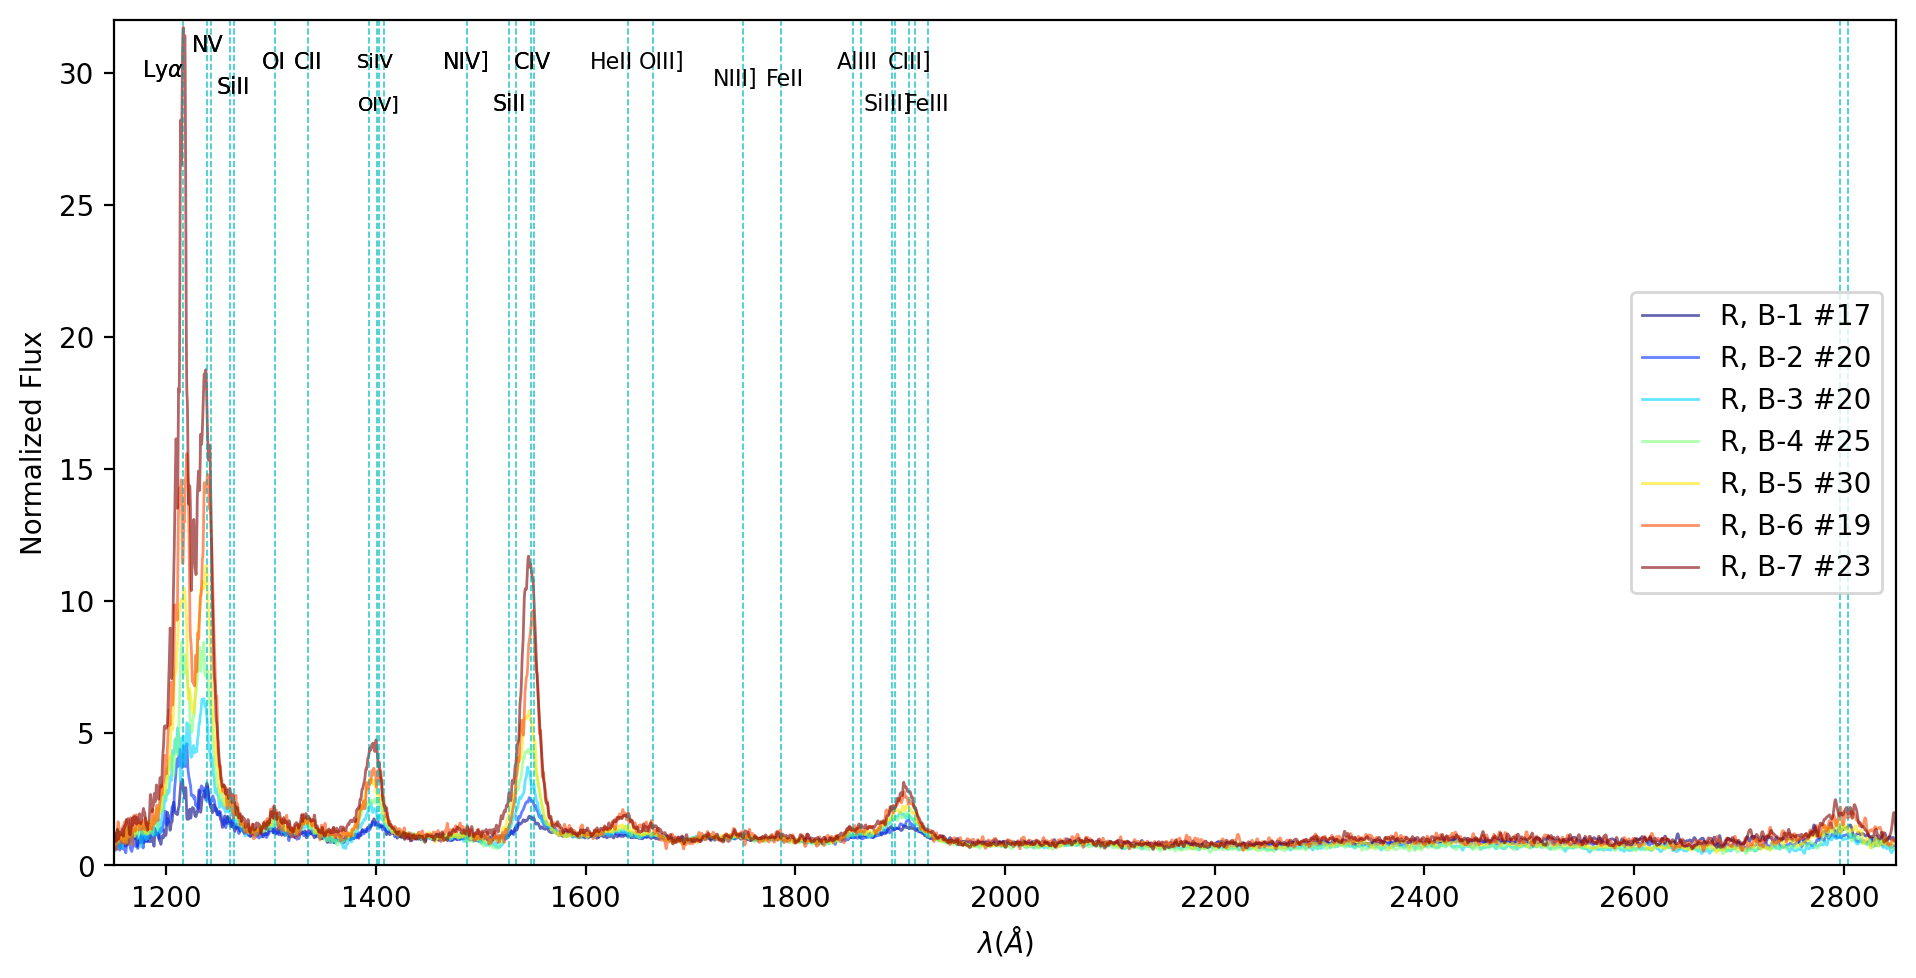 NV
Lyα
SiII
OI CII
SiIV
OIV]
NIV]
CIV
SiII
HeII OIII]
NIII] FeII
AlIII CIII]
SiIII] FeIII
30
25
20
15
10
5
0
Normalized Flux
R, B-1 #17
R, B-2 #20
R, B-3 #20
R, B-4 #25
R, B-5 #30
R, B-6 #19
R, B-7 #23
1200 1400 1600 1800 2000 2200 2400 2600 2800
λ(Å)